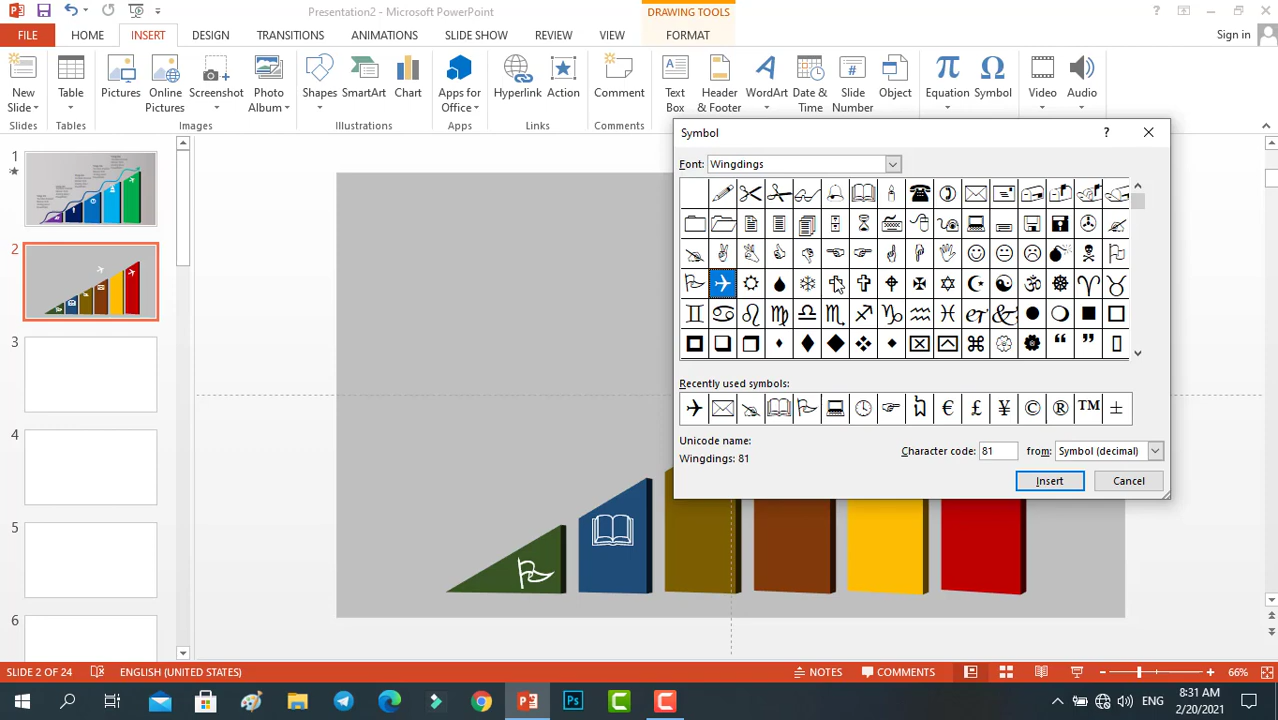 Presentation2 - Microsoft PowerPoint
DRAWING TOOLS
FILE HOME INSERT DESIGN TRANSITIONS ANIMATIONS SLIDE SHOW REVIEW VIEW FORMAT
Sign in
New Slide
Table
Pictures
Online Pictures
Screenshot
Photo Album
Shapes
SmartArt
Chart
Apps for Office
Hyperlink
Action
Comment
Text Box
Header & Footer
WordArt
Date & Time
Slide Number
Object
Equation
Symbol
Video
Audio
Slides Tables Images Illustrations Apps Links Comments
1
2
3
4
5
6
Symbol
Font: Wingdings
Recently used symbols:
€ £ ¥ © ® ™ ±
Unicode name:
Wingdings: 81
Character code: 81 from: Symbol (decimal)
Insert Cancel
SLIDE 2 OF 24 ENGLISH (UNITED STATES) NOTES COMMENTS 66%
ENG
8:31 AM
2/20/2021